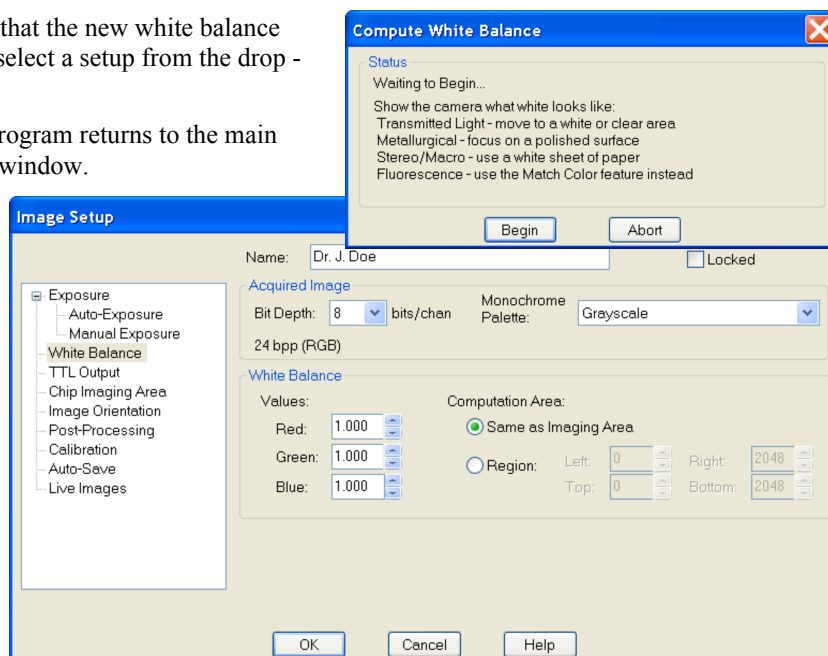 that the new white balance
select a setup from the drop -
rogram returns to the main
window.
Compute White Balance
Status
Waiting to Begin...
Show the camera what white looks like:
Transmitted Light - move to a white or clear area
Metallurgical - focus on a polished surface
Stereo/Macro - use a white sheet of paper
Fluorescence - use the Match Color feature instead
Begin Abort
Image Setup
Name: Dr. J. Doe Locked
Exposure
Auto-Exposure
Manual Exposure
White Balance
TTL Output
Chip Imaging Area
Image Orientation
Post-Processing
Calibration
Auto-Save
Live Images
Acquired Image
Bit Depth: 8 bits/chan Monochrome Palette: Grayscale
24 bpp (RGB)
White Balance
Values: Computation Area:
Red: 1.000 Same as Imaging Area
Green: 1.000 Region: Left: 0 Right: 2048
Blue: 1.000 Top: 0 Bottom: 2048
OK Cancel Help